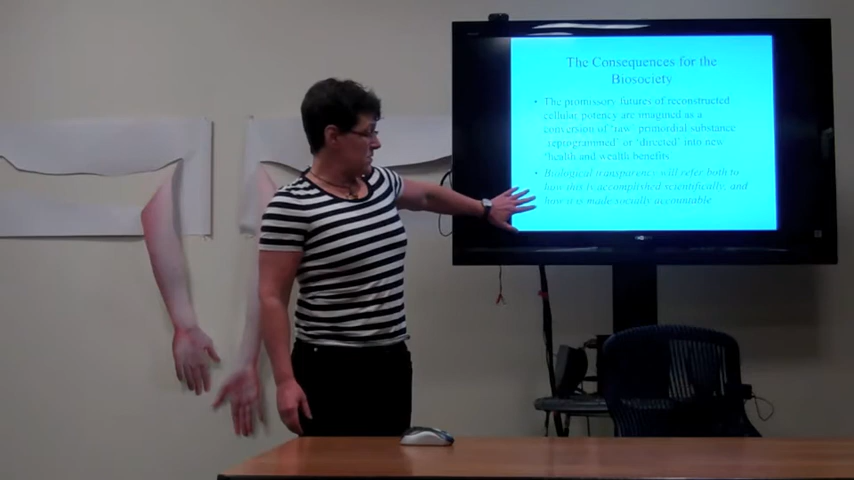 The Consequences for the
Biosociety
• The promissory futures of reconstructed
cellular potency are imagined as a
conversion of "raw" primordial substance
"reprogrammed" or "directed" into new
"health and wealth benefits
• Biological transparency will refer both to
how this is accomplished scientifically, and
how it is made socially accountable